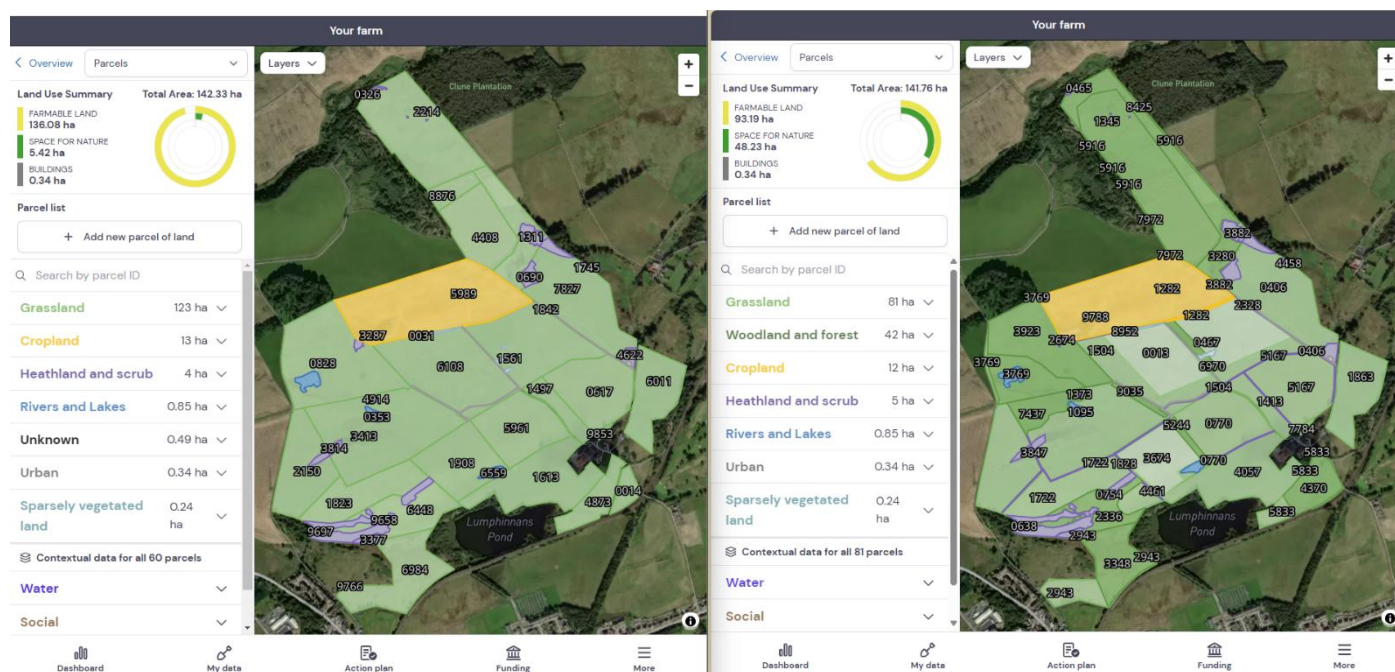 Your farm
Overview
Parcels
Land Use Summary
Total Area: 142.33 ha
FARMABLE LAND
136.08 ha
SPACE FOR NATURE
5.42 ha
BUILDINGS
0.34 ha
Parcel list
+ Add new parcel of land
Search by parcel ID
Grassland 123 ha
Cropland 13 ha
Heathland and scrub 4 ha
Rivers and Lakes 0.85 ha
Unknown 0.49 ha
Urban 0.34 ha
Sparsely vegetated 0.24
land ha
Contextual data for all 60 parcels
Water
Social
Layers
+
−
Clune Plantation
0326
2214
8876
4408
1311
1745
0690
7827
5989
1842
3287
0031
0828
6108
1561
4622
6011
1497
0617
4914
0353
3413
5961
9853
3814
2150
1908
6559
1613
1823
0014
4873
9658
6448
9697
3377
Lumphinnans
Pond
6984
9766
Dashboard
My data
Action plan
Funding
More
Your farm
Overview
Parcels
Land Use Summary
Total Area: 141.76 ha
FARMABLE LAND
93.19 ha
SPACE FOR NATURE
48.23 ha
BUILDINGS
0.34 ha
Parcel list
+ Add new parcel of land
Search by parcel ID
Grassland 81 ha
Woodland and forest 42 ha
Cropland 12 ha
Heathland and scrub 5 ha
Rivers and Lakes 0.85 ha
Urban 0.34 ha
Sparsely vegetated 0.24
land ha
Contextual data for all 81 parcels
Water
Social
Layers
+
−
Clune Plantation
0465
8425
1345
5916
5916
5916
5916
7972
3882
7972
3280
4458
1282
3882
0406
3769
2328
9788
1282
3923
8952
2674
1504
0013
0467
5167
0406
3769
3769
6970
1863
1373
9035
1504
5167
1413
7437
1095
5244
0770
7784
3847
5833
1722
1828
3674
0770
4057
5833
4370
1722
0754
4461
5833
0638
2336
2943
Lumphinnans
Pond
3348
2943
2943
Dashboard
My data
Action plan
Funding
More